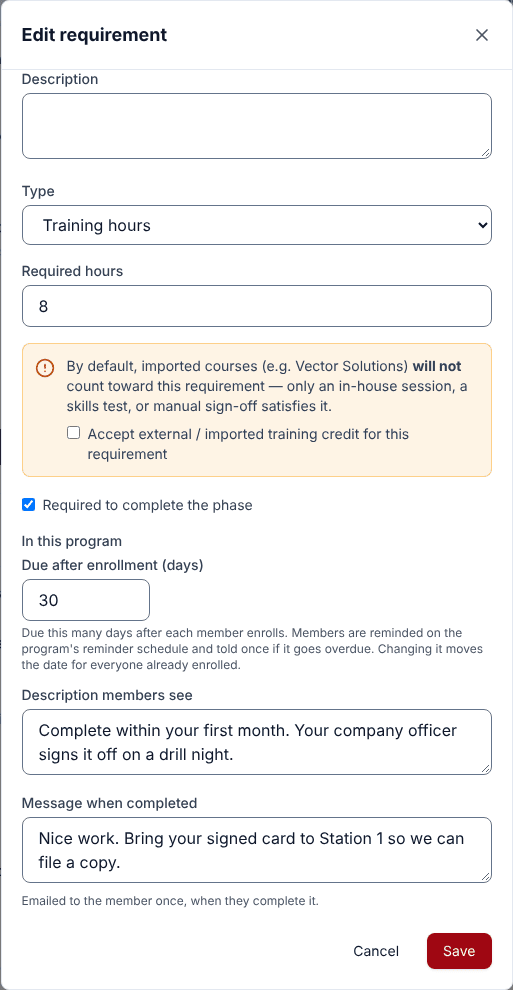 Edit requirement
Description
Type
Training hours
Required hours
8
By default, imported courses (e.g. Vector Solutions) will not
count toward this requirement — only an in-house session, a
skills test, or manual sign-off satisfies it.
Accept external / imported training credit for this
requirement
Required to complete the phase
In this program
Due after enrollment (days)
30
Due this many days after each member enrolls. Members are reminded on the
program's reminder schedule and told once if it goes overdue. Changing it moves
the date for everyone already enrolled.
Description members see
Complete within your first month. Your company officer
signs it off on a drill night.
Message when completed
Nice work. Bring your signed card to Station 1 so we can
file a copy.
Emailed to the member once, when they complete it.
Cancel
Save